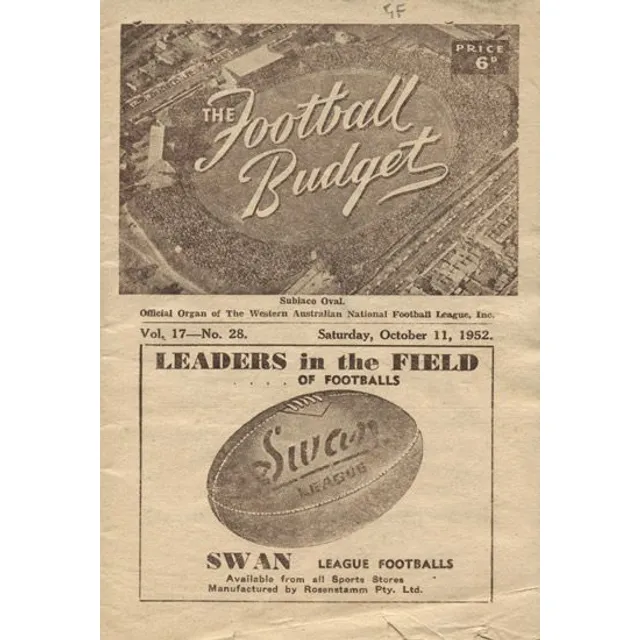 GF
PRICE
6D
THE Football
Budget
Subiaco Oval.
Official Organ of The Western Australian National Football League, Inc.
Vol. 17—No. 28. Saturday, October 11, 1952.
LEADERS in the FIELD
. . . . OF FOOTBALLS
Swan
LEAGUE
SWAN LEAGUE FOOTBALLS
Available from all Sports Stores
Manufactured by Rosenstamm Pty. Ltd.